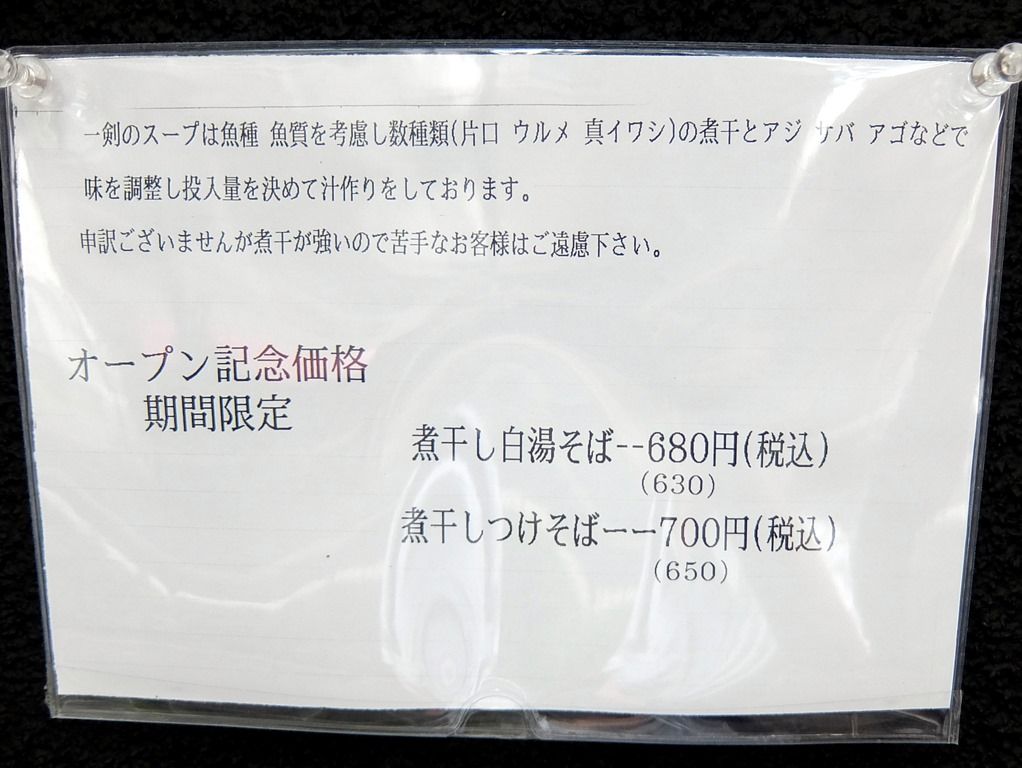 一剣のスープは魚種 魚質を考慮し数種類(片口 ウルメ 真イワシ)の煮干とアジ サバ アゴなどで
味を調整し投入量を決めて汁作りをしております。
申訳ございませんが煮干が強いので苦手なお客様はご遠慮下さい。
オープン記念価格
期間限定
煮干し白湯そば--680円(税込)
(630)
煮干しつけそばーー700円(税込)
(650)